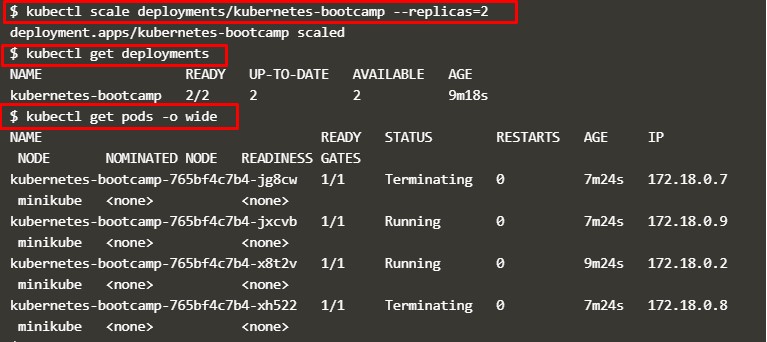 $ kubectl scale deployments/kubernetes-bootcamp --replicas=2
deployment.apps/kubernetes-bootcamp scaled
$ kubectl get deployments
NAME                  READY   UP-TO-DATE   AVAILABLE   AGE
kubernetes-bootcamp   2/2     2            2           9m18s
$ kubectl get pods -o wide
NAME                                   READY   STATUS        RESTARTS   AGE     IP
 NODE       NOMINATED NODE   READINESS GATES
kubernetes-bootcamp-765bf4c7b4-jg8cw   1/1     Terminating   0          7m24s   172.18.0.7
 minikube   <none>           <none>
kubernetes-bootcamp-765bf4c7b4-jxcvb   1/1     Running       0          7m24s   172.18.0.9
 minikube   <none>           <none>
kubernetes-bootcamp-765bf4c7b4-x8t2v   1/1     Running       0          9m24s   172.18.0.2
 minikube   <none>           <none>
kubernetes-bootcamp-765bf4c7b4-xh522   1/1     Terminating   0          7m24s   172.18.0.8
 minikube   <none>           <none>